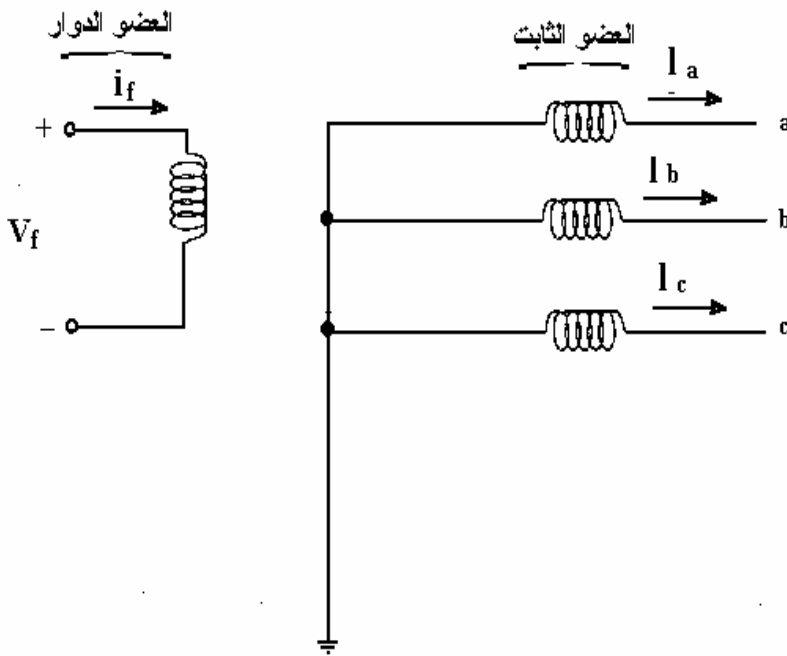 العضو الدوار
العضو الثابت
i_f
I_a
+
a
I_b
V_f
b
I_c
−
c